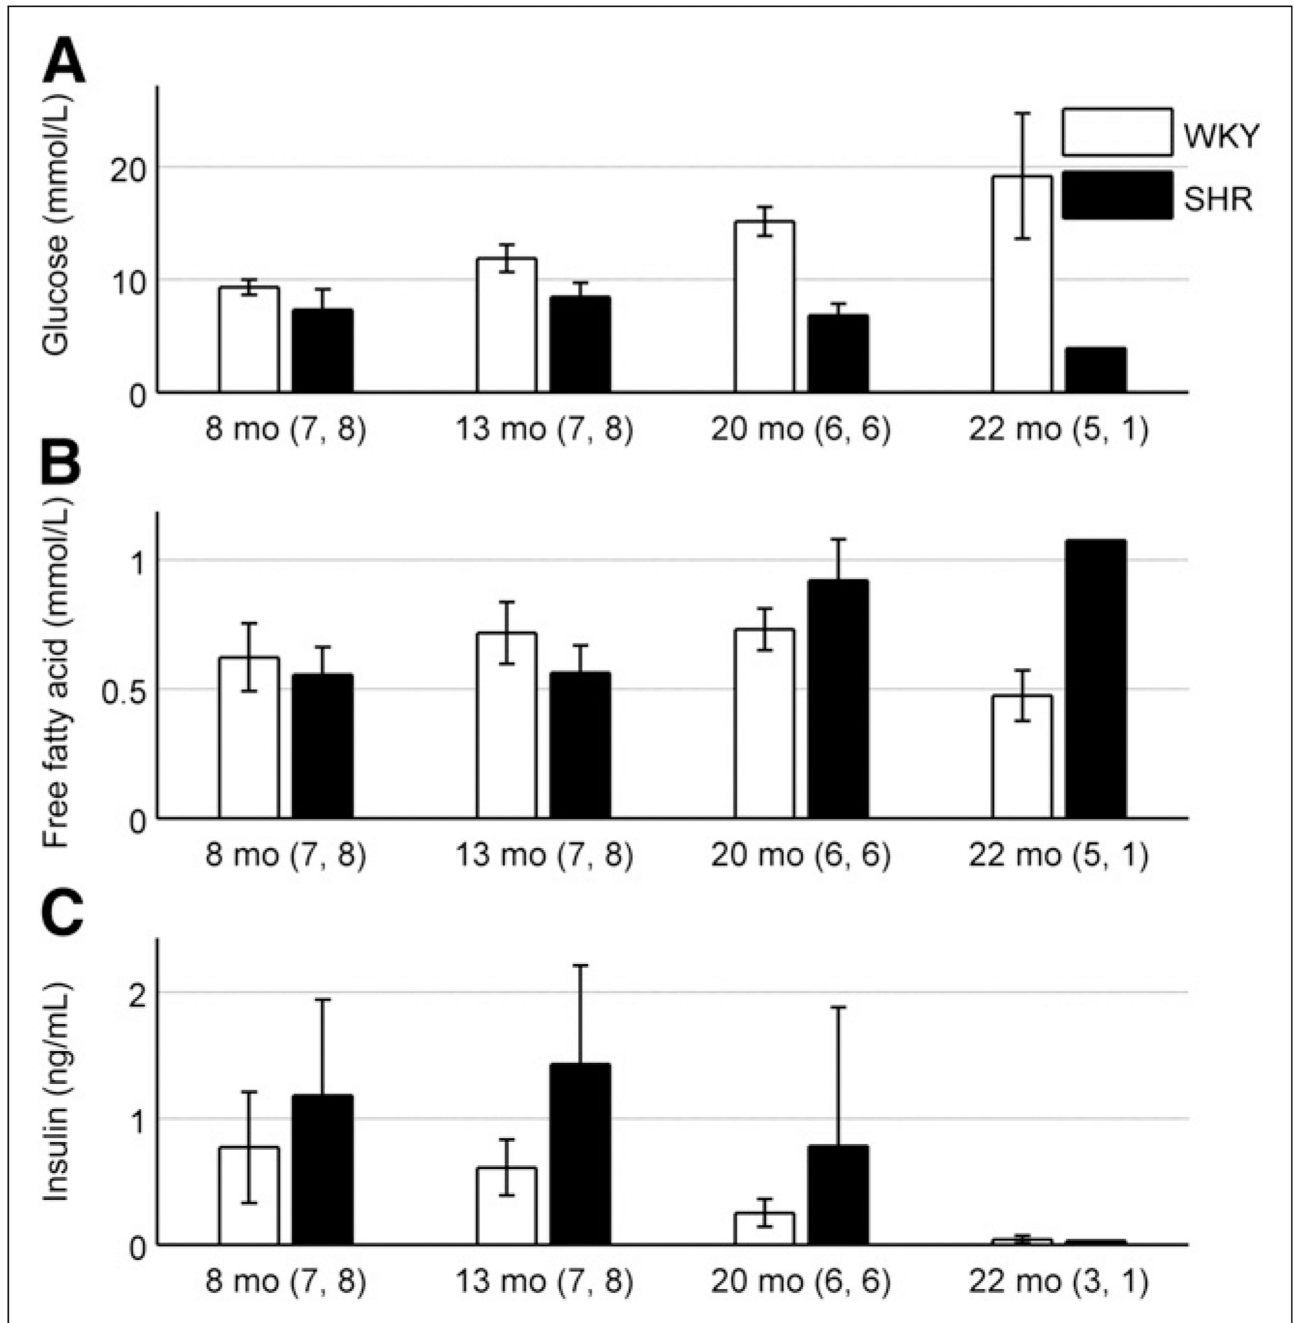 A
Glucose (mmol/L)
20
10
0
WKY
SHR
8 mo (7, 8) 13 mo (7, 8) 20 mo (6, 6) 22 mo (5, 1)
B
Free fatty acid (mmol/L)
1
0.5
0
8 mo (7, 8) 13 mo (7, 8) 20 mo (6, 6) 22 mo (5, 1)
C
Insulin (ng/mL)
2
1
0
8 mo (7, 8) 13 mo (7, 8) 20 mo (6, 6) 22 mo (3, 1)